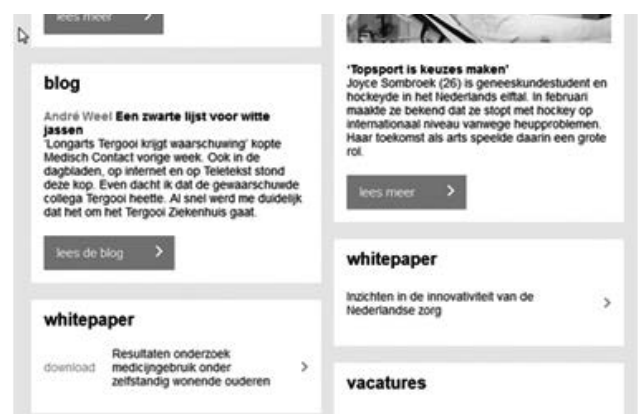 lees meer
blog
André Weel Een zwarte lijst voor witte
jassen
'Longarts Tergooi krijgt waarschuwing' kopte
Medisch Contact vorige week. Ook in de
dagbladen, op internet en op Teletekst stond
deze kop. Even dacht ik dat de gewaarschuwde
collega Tergooi heette. Al snel werd me duidelijk
dat het om het Tergooi Ziekenhuis gaat.
lees de blog
whitepaper
download
Resultaten onderzoek
medicijngebruik onder
zelfstandig wonende ouderen
'Topsport is keuzes maken'
Joyce Sombroek (26) is geneeskundestudent en
hockeyde in het Nederlands elftal. In februari
maakte ze bekend dat ze stopt met hockey op
internationaal niveau vanwege heupproblemen.
Haar toekomst als arts speelde daarin een grote
rol.
lees meer
whitepaper
Inzichten in de innovativiteit van de
Nederlandse zorg
vacatures